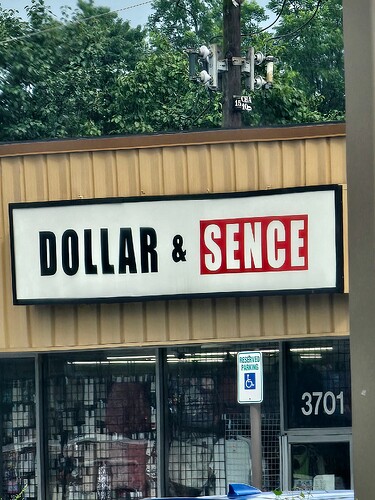 DOLLAR & SENCE
RESERVED
PARKING
3701